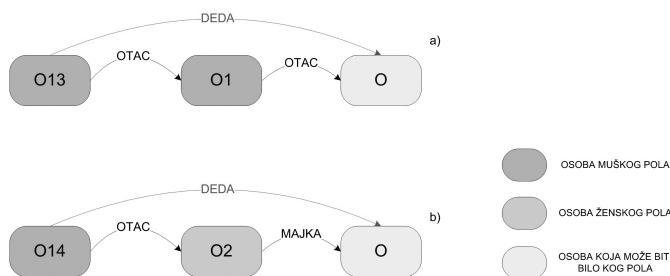 DEDA
a)
OTAC
OTAC
O13
O1
O
OSOBA MUŠKOG POLA
DEDA
OSOBA ŽENSKOG POLA
b)
OTAC
MAJKA
O14
O2
O
OSOBA KOJA MOŽE BIT
BILO KOG POLA